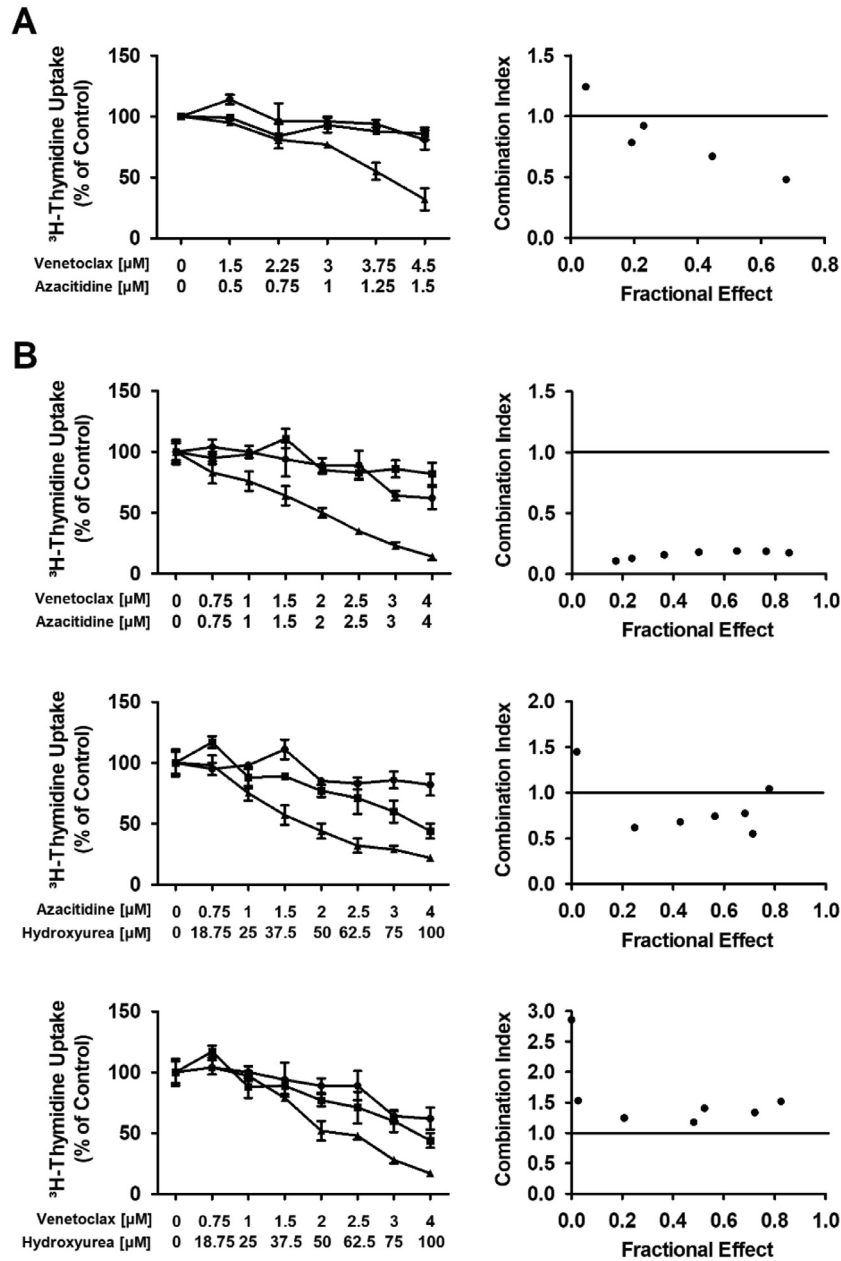 A
³H-Thymidine Uptake
(% of Control)
150
100
50
0
Venetoclax [µM] 0 1.5 2.25 3 3.75 4.5
Azacitidine [µM] 0 0.5 0.75 1 1.25 1.5
Combination Index
1.5
1.0
0.5
0.0
0.0 0.2 0.4 0.6 0.8
Fractional Effect
B
³H-Thymidine Uptake
(% of Control)
150
100
50
0
Venetoclax [µM] 0 0.75 1 1.5 2 2.5 3 4
Azacitidine [µM] 0 0.75 1 1.5 2 2.5 3 4
Combination Index
1.5
1.0
0.5
0.0
0.0 0.2 0.4 0.6 0.8 1.0
Fractional Effect
³H-Thymidine Uptake
(% of Control)
150
100
50
0
Azacitidine [µM] 0 0.75 1 1.5 2 2.5 3 4
Hydroxyurea [µM] 0 18.75 25 37.5 50 62.5 75 100
Combination Index
2.0
1.5
1.0
0.5
0.0
0.0 0.2 0.4 0.6 0.8 1.0
Fractional Effect
³H-Thymidine Uptake
(% of Control)
150
100
50
0
Venetoclax [µM] 0 0.75 1 1.5 2 2.5 3 4
Hydroxyurea [µM] 0 18.75 25 37.5 50 62.5 75 100
Combination Index
3.0
2.5
2.0
1.5
1.0
0.5
0.0
0.0 0.2 0.4 0.6 0.8 1.0
Fractional Effect